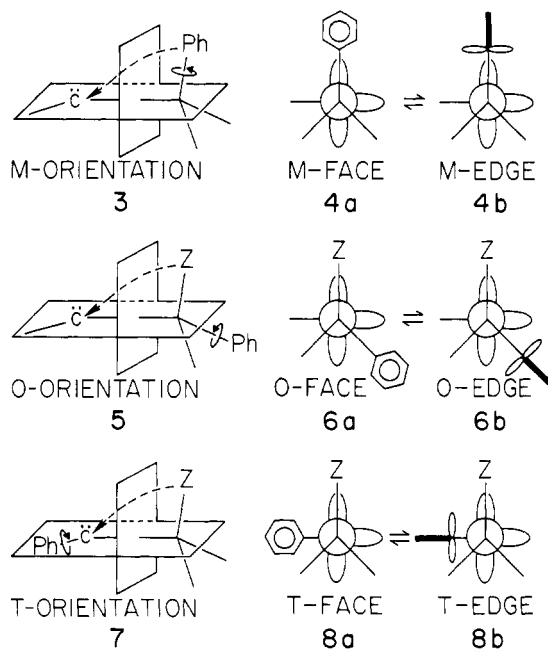 Ph
C̈
M-ORIENTATION M-FACE ⇌ M-EDGE
3 4a 4b
Z Z Z
C̈
Ph
O-ORIENTATION O-FACE ⇌ O-EDGE
5 6a 6b
Z Z Z
Ph C̈
T-ORIENTATION T-FACE ⇌ T-EDGE
7 8a 8b